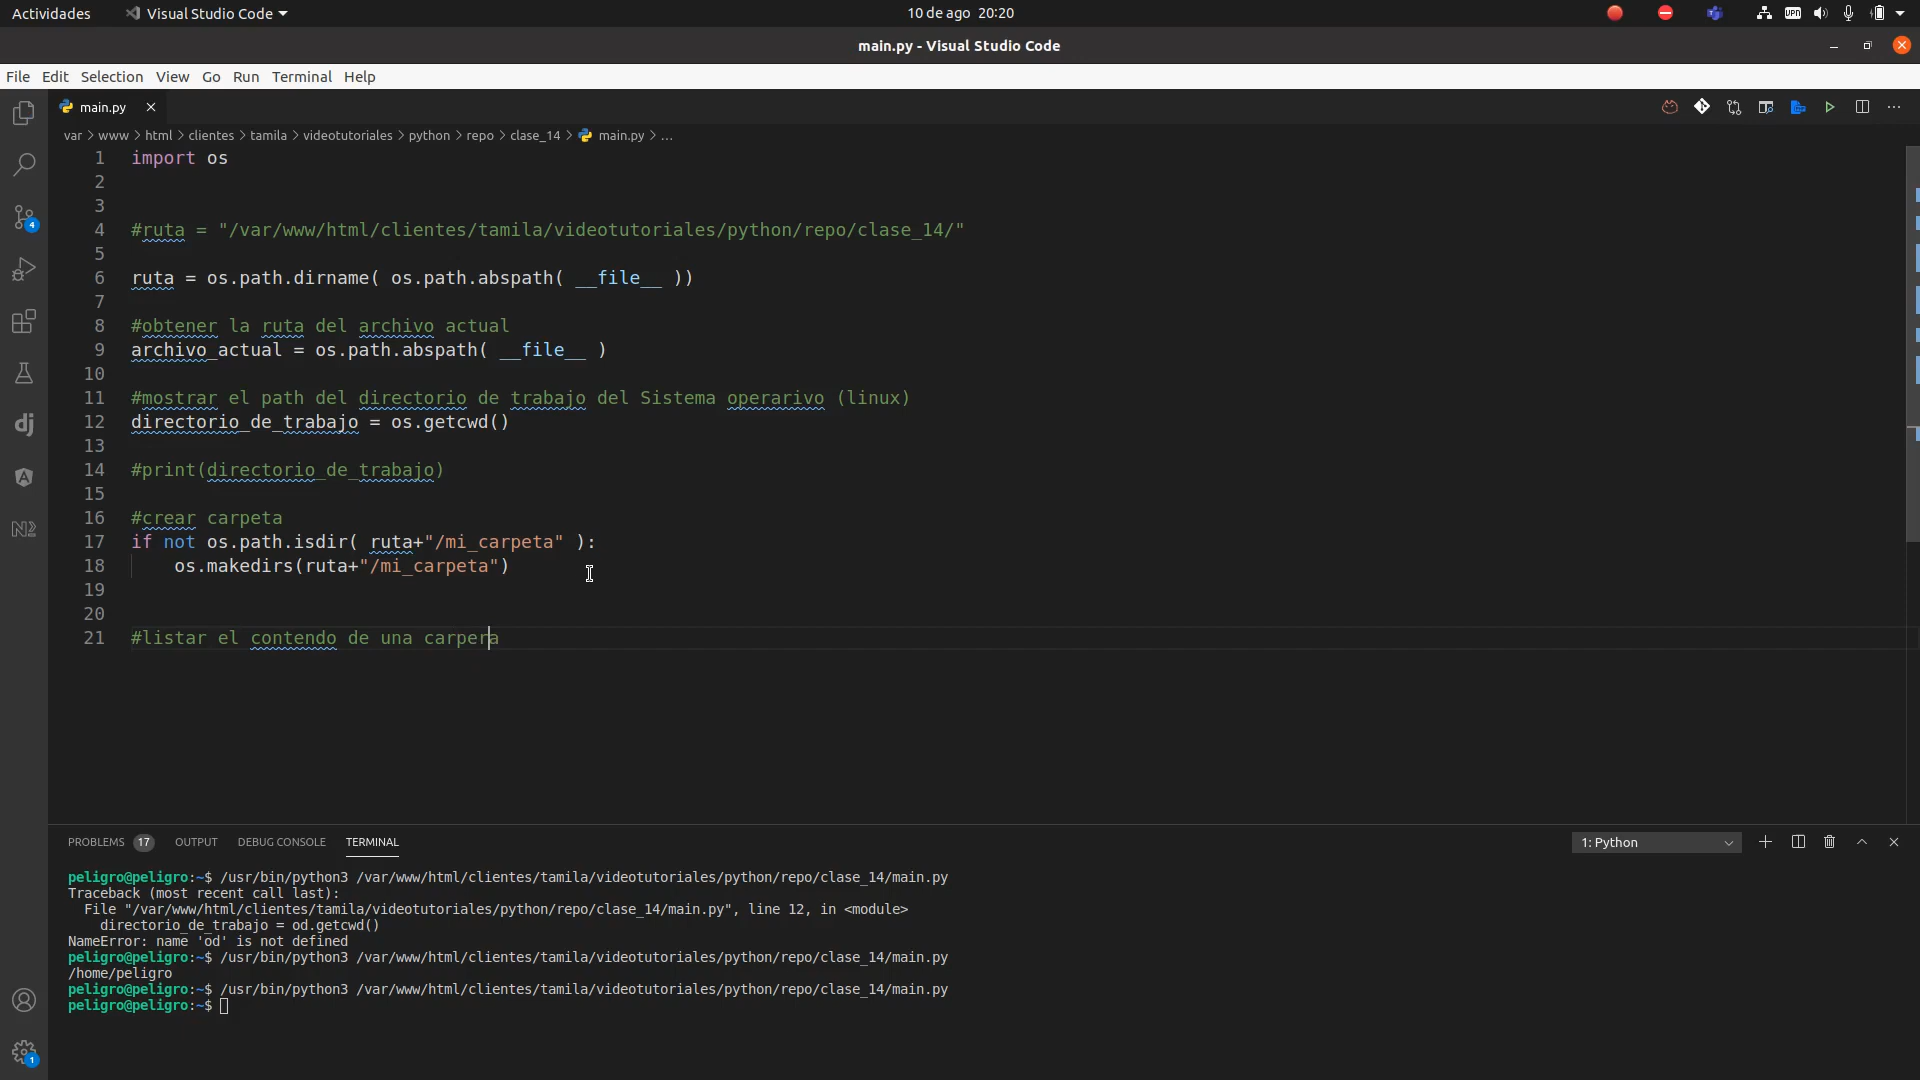 Actividades Visual Studio Code 10 de ago 20:20 VPN
main.py - Visual Studio Code
File Edit Selection View Go Run Terminal Help
main.py
var > www > html > clientes > tamila > videotutoriales > python > repo > clase_14 > main.py > ...
1 import os
2
3
4 #ruta = "/var/www/html/clientes/tamila/videotutoriales/python/repo/clase_14/"
5
6 ruta = os.path.dirname( os.path.abspath( __file__ ))
7
8 #obtener la ruta del archivo actual
9 archivo_actual = os.path.abspath( __file__ )
10
11 #mostrar el path del directorio de trabajo del Sistema operarivo (linux)
12 directorio_de_trabajo = os.getcwd()
13
14 #print(directorio_de_trabajo)
15
16 #crear carpeta
17 if not os.path.isdir( ruta+"/mi_carpeta" ):
18 os.makedirs(ruta+"/mi_carpeta")
19
20
21 #listar el contendo de una carpera
4
dj
A
N2
1
PROBLEMS 17 OUTPUT DEBUG CONSOLE TERMINAL 1: Python
peligro@peligro:~$ /usr/bin/python3 /var/www/html/clientes/tamila/videotutoriales/python/repo/clase_14/main.py
Traceback (most recent call last):
File "/var/www/html/clientes/tamila/videotutoriales/python/repo/clase_14/main.py", line 12, in <module>
directorio_de_trabajo = od.getcwd()
NameError: name 'od' is not defined
peligro@peligro:~$ /usr/bin/python3 /var/www/html/clientes/tamila/videotutoriales/python/repo/clase_14/main.py
/home/peligro
peligro@peligro:~$ /usr/bin/python3 /var/www/html/clientes/tamila/videotutoriales/python/repo/clase_14/main.py
peligro@peligro:~$